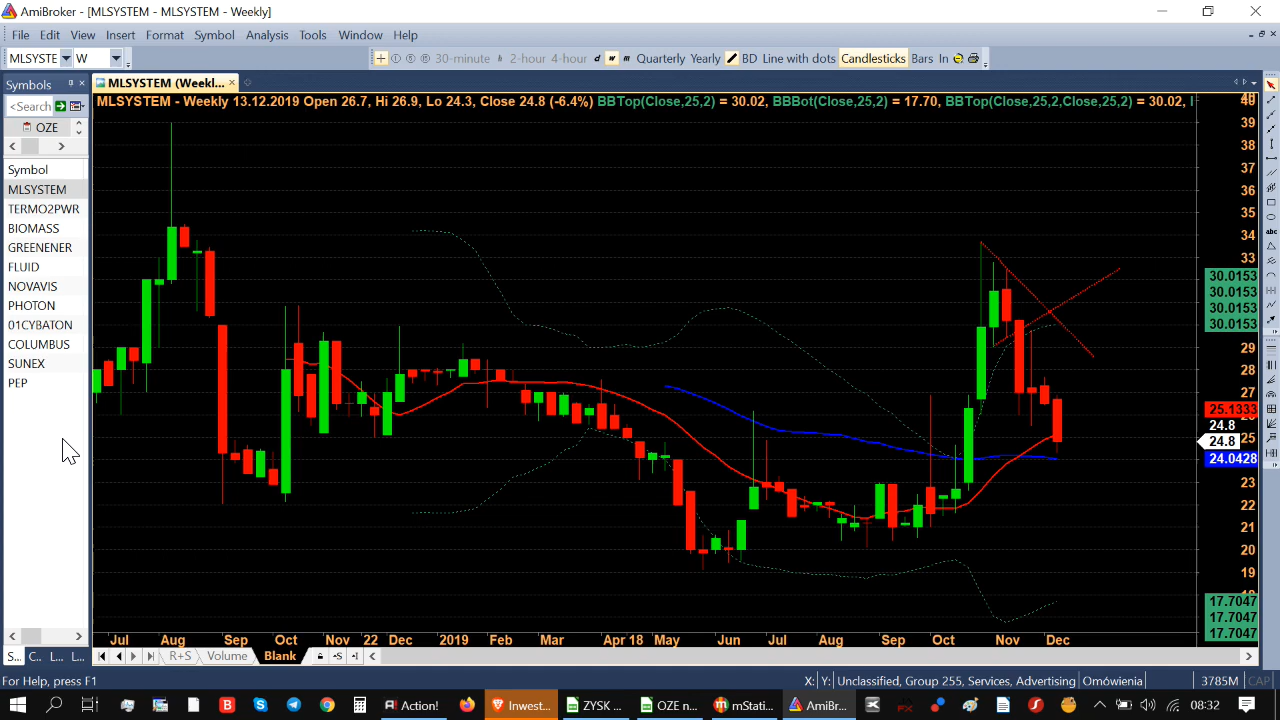 AmiBroker - [MLSYSTEM - MLSYSTEM - Weekly]
File Edit View Insert Format Symbol Analysis Tools Window Help
MLSYSTE W 30-minute h 2-hour 4-hour d w m Quarterly Yearly BD Line with dots Candlesticks Bars In
Symbols
MLSYSTEM (Weekl...
<Search
OZE
Symbol
MLSYSTEM
TERMO2PWR
BIOMASS
GREENENER
FLUID
NOVAVIS
PHOTON
01CYBATON
COLUMBUS
SUNEX
PEP
MLSYSTEM - Weekly 13.12.2019 Open 26.7, Hi 26.9, Lo 24.3, Close 24.8 (-6.4%) BBTop(Close,25,2) = 30.02, BBBot(Close,25,2) = 17.70, BBTop(Close,25,2,Close,25,2) = 30.02,
40
39
38
37
36
35
34
33
30.0153
30.0153
30.0153
30.0153
29
28
27
25.1333
24.8
25
24.8
24.0428
23
22
21
20
19
17.7047
17.7047
17.7047
Jul Aug Sep Oct Nov 22 Dec 2019 Feb Mar Apr 18 May Jun Jul Aug Sep Oct Nov Dec
S... C... L... L...
R+S Volume Blank
For Help, press F1
X: Y: Unclassified, Group 255, Services, Advertising Omówienia 3785M CAP
Action! Inwest... ZYSK ... OZE n... mStati... AmiBr... 08:32